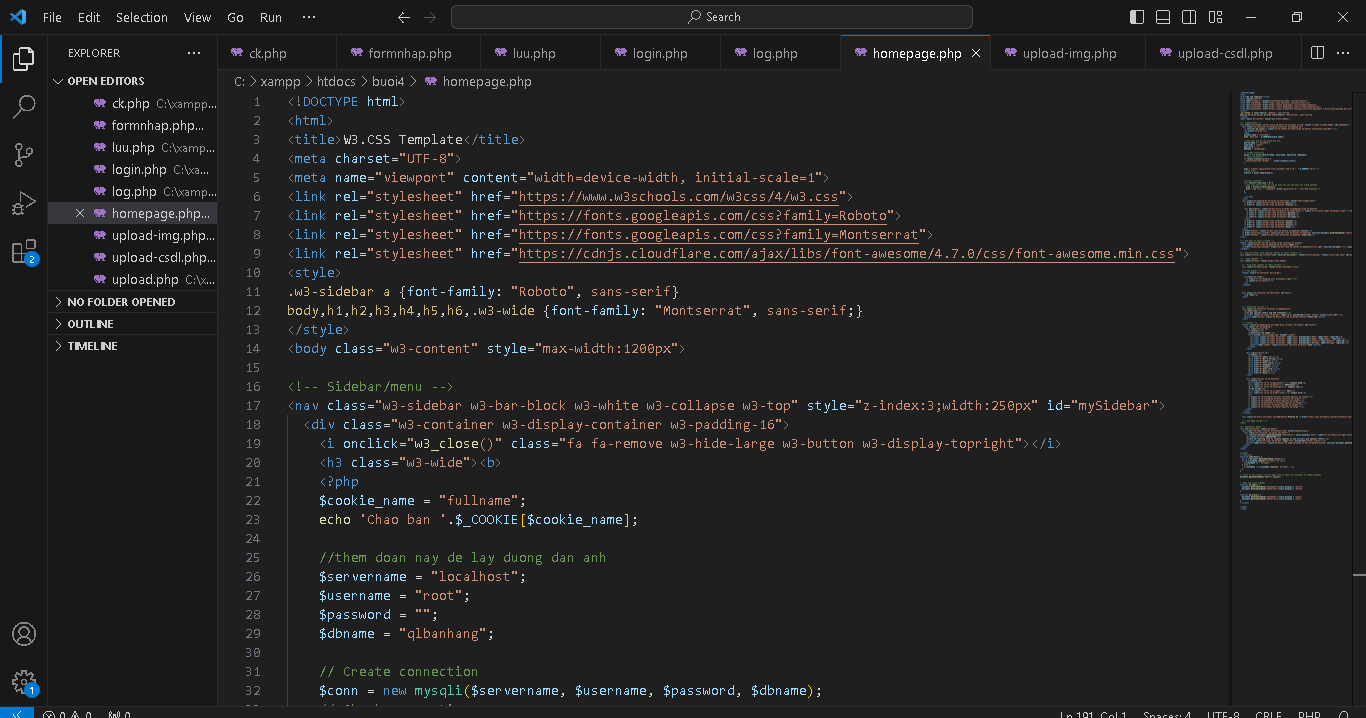 File Edit Selection View Go Run ··· Search
EXPLORER ···
OPEN EDITORS
ck.php C:\xampp...
formnhap.php...
luu.php C:\xamp...
login.php C:\xa...
log.php C:\xamp...
homepage.php...
upload-img.php...
upload-csdl.php...
upload.php C:\x...
NO FOLDER OPENED
OUTLINE
TIMELINE
2
1
ck.php formnhap.php luu.php login.php log.php homepage.php upload-img.php upload-csdl.php ···
C: > xampp > htdocs > buoi4 > homepage.php
1 <!DOCTYPE html>
2 <html>
3 <title>W3.CSS Template</title>
4 <meta charset="UTF-8">
5 <meta name="viewport" content="width=device-width, initial-scale=1">
6 <link rel="stylesheet" href="https://www.w3schools.com/w3css/4/w3.css">
7 <link rel="stylesheet" href="https://fonts.googleapis.com/css?family=Roboto">
8 <link rel="stylesheet" href="https://fonts.googleapis.com/css?family=Montserrat">
9 <link rel="stylesheet" href="https://cdnjs.cloudflare.com/ajax/libs/font-awesome/4.7.0/css/font-awesome.min.css">
10 <style>
11 .w3-sidebar a {font-family: "Roboto", sans-serif}
12 body,h1,h2,h3,h4,h5,h6,.w3-wide {font-family: "Montserrat", sans-serif;}
13 </style>
14 <body class="w3-content" style="max-width:1200px">
15
16 <!-- Sidebar/menu -->
17 <nav class="w3-sidebar w3-bar-block w3-white w3-collapse w3-top" style="z-index:3;width:250px" id="mySidebar">
18 <div class="w3-container w3-display-container w3-padding-16">
19 <i onclick="w3_close()" class="fa fa-remove w3-hide-large w3-button w3-display-topright"></i>
20 <h3 class="w3-wide"><b>
21 <?php
22 $cookie_name = "fullname";
23 echo 'Chao ban '.$_COOKIE[$cookie_name];
24
25 //them doan nay de lay duong dan anh
26 $servername = "localhost";
27 $username = "root";
28 $password = "";
29 $dbname = "qlbanhang";
30
31 // Create connection
32 $conn = new mysqli($servername, $username, $password, $dbname);
0 0 0 Ln 191, Col 1 Spaces: 4 UTF-8 CRLF PHP